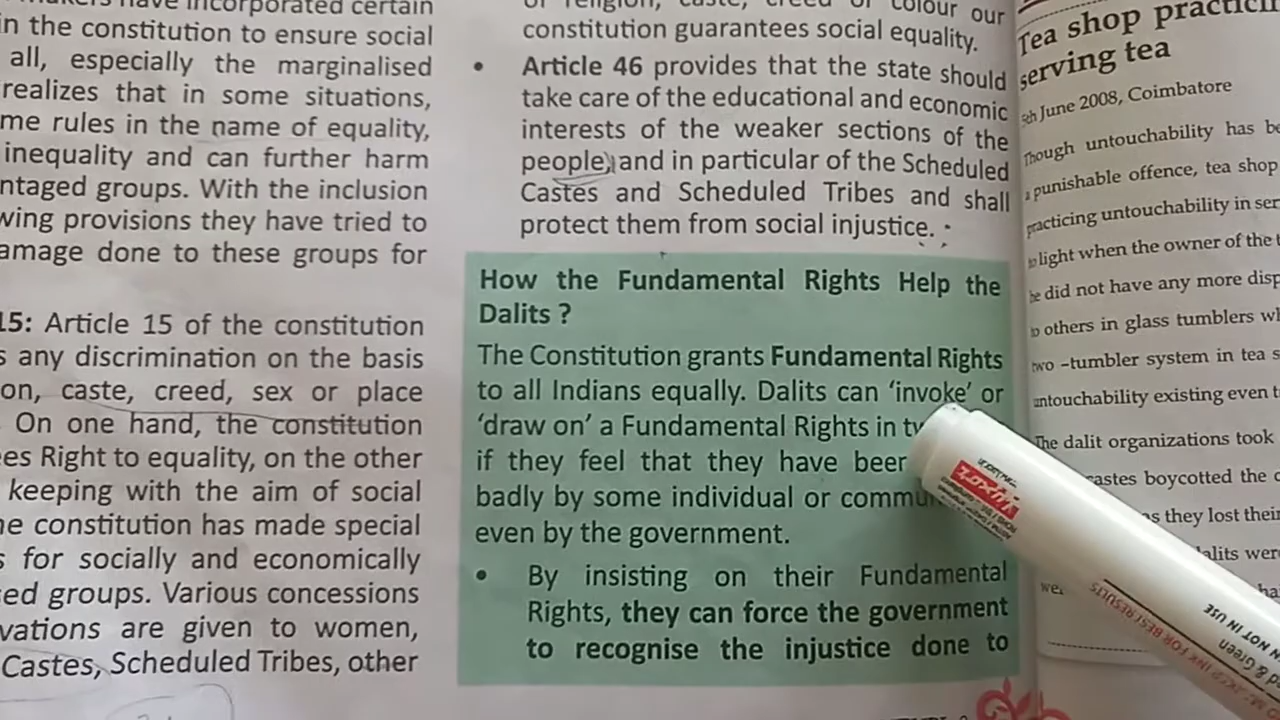 in the constitution to ensure social
all, especially the marginalised
realizes that in some situations,
me rules in the name of equality,
inequality and can further harm
ntaged groups. With the inclusion
wing provisions they have tried to
amage done to these groups for
15: Article 15 of the constitution
s any discrimination on the basis
on, caste, creed, sex or place
On one hand, the constitution
es Right to equality, on the other
keeping with the aim of social
he constitution has made special
s for socially and economically
ed groups. Various concessions
vations are given to women,
Castes, Scheduled Tribes, other
of religion, caste, creed or colour our
constitution guarantees social equality.
• Article 46 provides that the state should
take care of the educational and economic
interests of the weaker sections of the
people, and in particular of the Scheduled
Castes and Scheduled Tribes and shall
protect them from social injustice.
How the Fundamental Rights Help the
Dalits ?
The Constitution grants Fundamental Rights
to all Indians equally. Dalits can ‘invoke’ or
‘draw on’ a Fundamental Rights in
if they feel that they have
badly by some individual or
even by the government.
• By insisting on their Fundamental
Rights, they can force the government
to recognise the injustice done to
Tea shop
serving tea
5th June 2008, Coimbatore
Though untouchability has
a punishable offence, tea shop
practicing untouchability in
to light when the owner of the
he did not have any more
to others in glass tumblers
two –tumbler system in tea
untouchability existing even
The dalit organizations took
castes boycotted the
as they lost their
dalits were